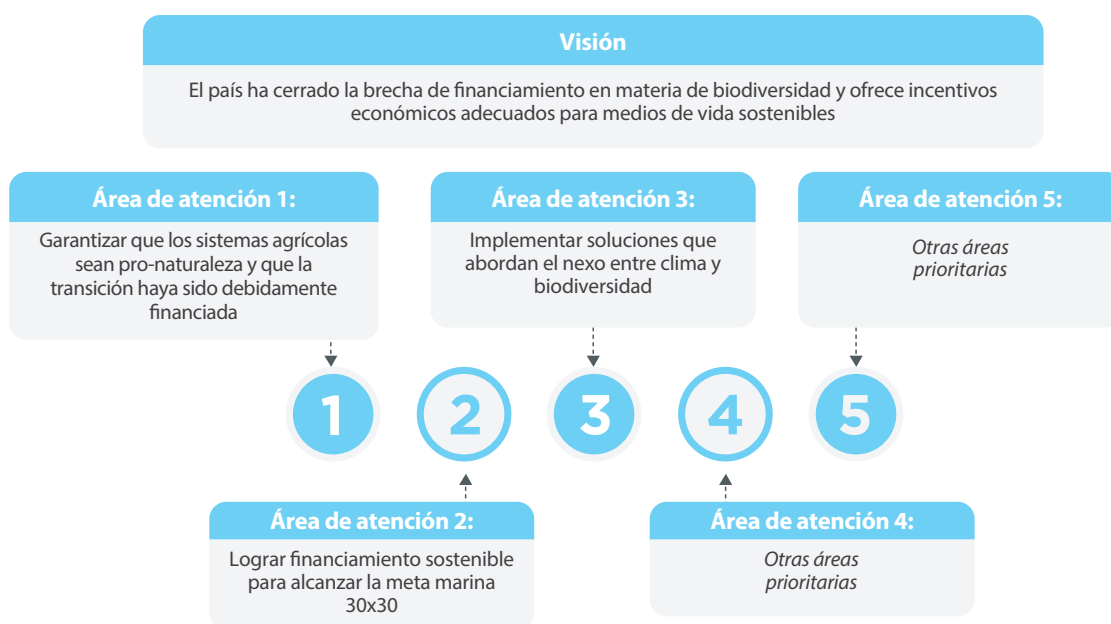 Visión
El país ha cerrado la brecha de financiamiento en materia de biodiversidad y ofrece incentivos
económicos adecuados para medios de vida sostenibles
Área de atención 1:
Garantizar que los sistemas agrícolas
sean pro-naturaleza y que la
transición haya sido debidamente
financiada
Área de atención 3:
Implementar soluciones que
abordan el nexo entre clima y
biodiversidad
Área de atención 5:
Otras áreas
prioritarias
1
2
3
4
5
Área de atención 2:
Lograr financiamiento sostenible
para alcanzar la meta marina
30x30
Área de atención 4:
Otras áreas
prioritarias